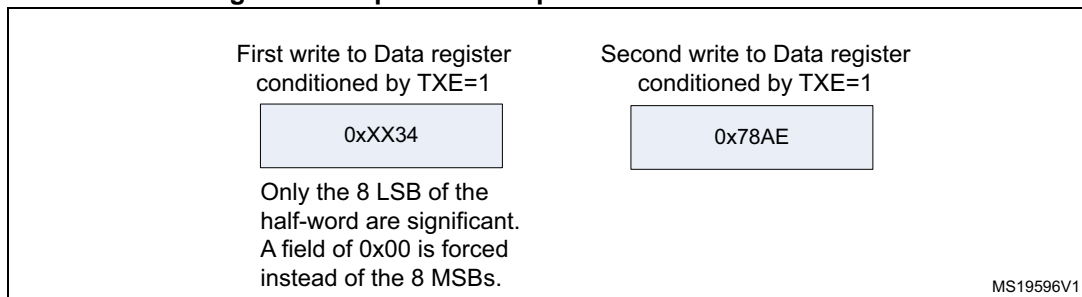 First write to Data register
conditioned by TXE=1
0xXX34
Only the 8 LSB of the
half-word are significant.
A field of 0x00 is forced
instead of the 8 MSBs.
Second write to Data register
conditioned by TXE=1
0x78AE
MS19596V1